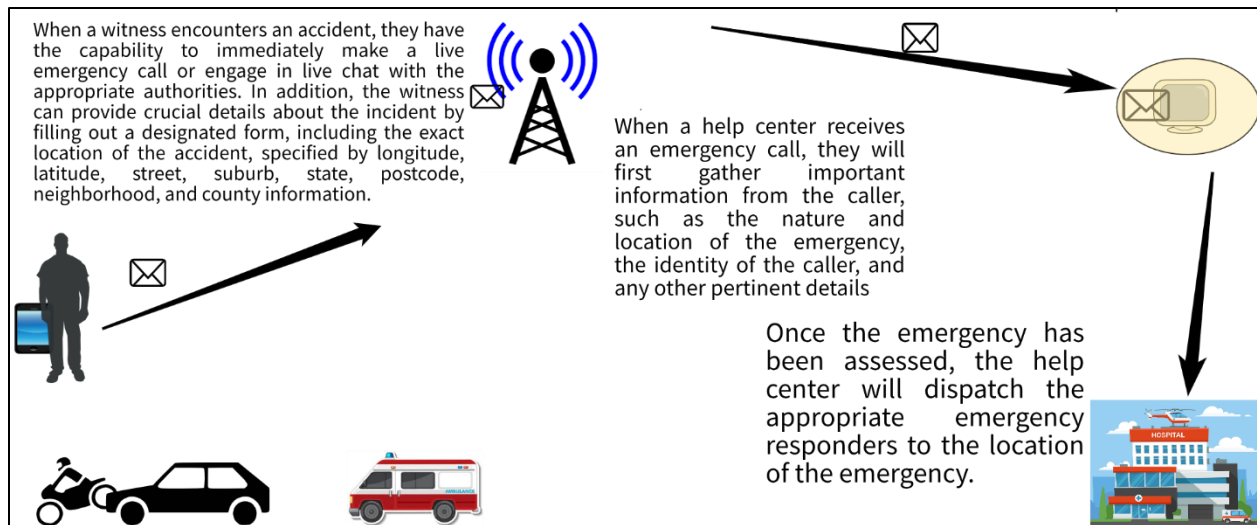 When a witness encounters an accident, they have
the capability to immediately make a live
emergency call or engage in live chat with the
appropriate authorities. In addition, the witness
can provide crucial details about the incident by
filling out a designated form, including the exact
location of the accident, specified by longitude,
latitude, street, suburb, state, postcode,
neighborhood, and county information.
When a help center receives
an emergency call, they will
first gather important
information from the caller,
such as the nature and
location of the emergency,
the identity of the caller, and
any other pertinent details
Once the emergency has
been assessed, the help
center will dispatch the
appropriate emergency
responders to the location
of the emergency.
HOSPITAL
AMBULANCE